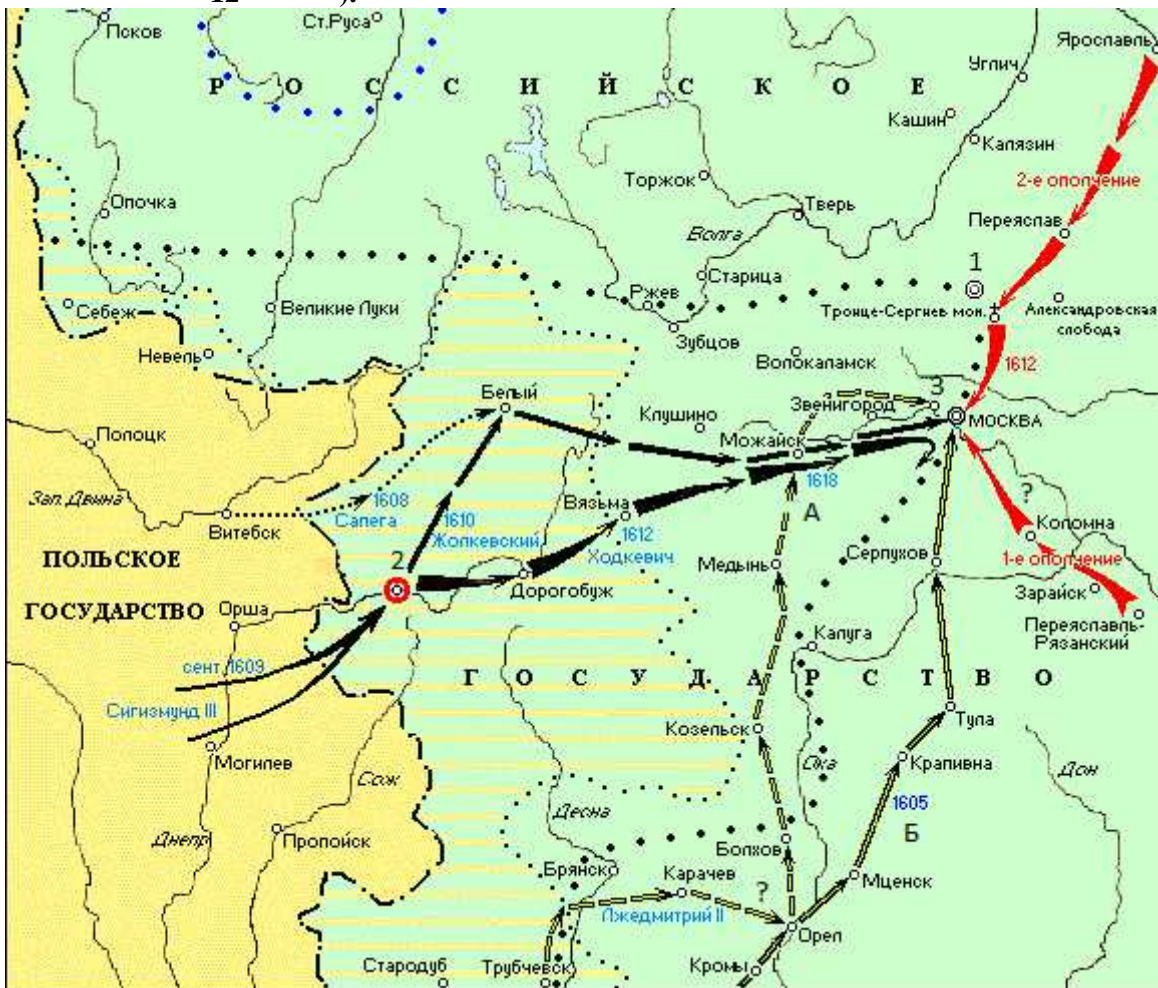 12 ).
Псков
Ст.Руса
Ярославль
Углич
РОССИЙСКОЕ
Кашин
Калязин
Торжок
2-е ополчение
Опочка
Тверь
Переяслав
Волга
1
Старица
Себеж
Великие Луки
Ржев
Троице-Сергиев мон.
Александровская
слобода
Зубцов
Невель
Волокаламск
1612
Белый
3
Клушино
Звенигород
МОСКВА
Полоцк
Можайск
1618
Зап. Двина
1608
Сапега
Вязьма
А
?
Витебск
1610
Жолкевский
1612
Ходкевич
Коломна
ПОЛЬСКОЕ
2
Медынь
Серпухов
1-е ополчение
ГОСУДАРСТВО
Орша
Дорогобуж
Зарайск
Переяславль-
Рязанский
Калуга
сент. 1609
ГОСУДАРСТВО
Сигизмунд III
Козельск
Тула
Могилев
Крапивна
Сож
Ока
Дон
Десна
1605
Днепр
Пропойск
Б
Болхов
Брянск
Карачев
?
Мценск
Лжедмитрий II
Орел
Стародуб
Трубчевск
Кромы